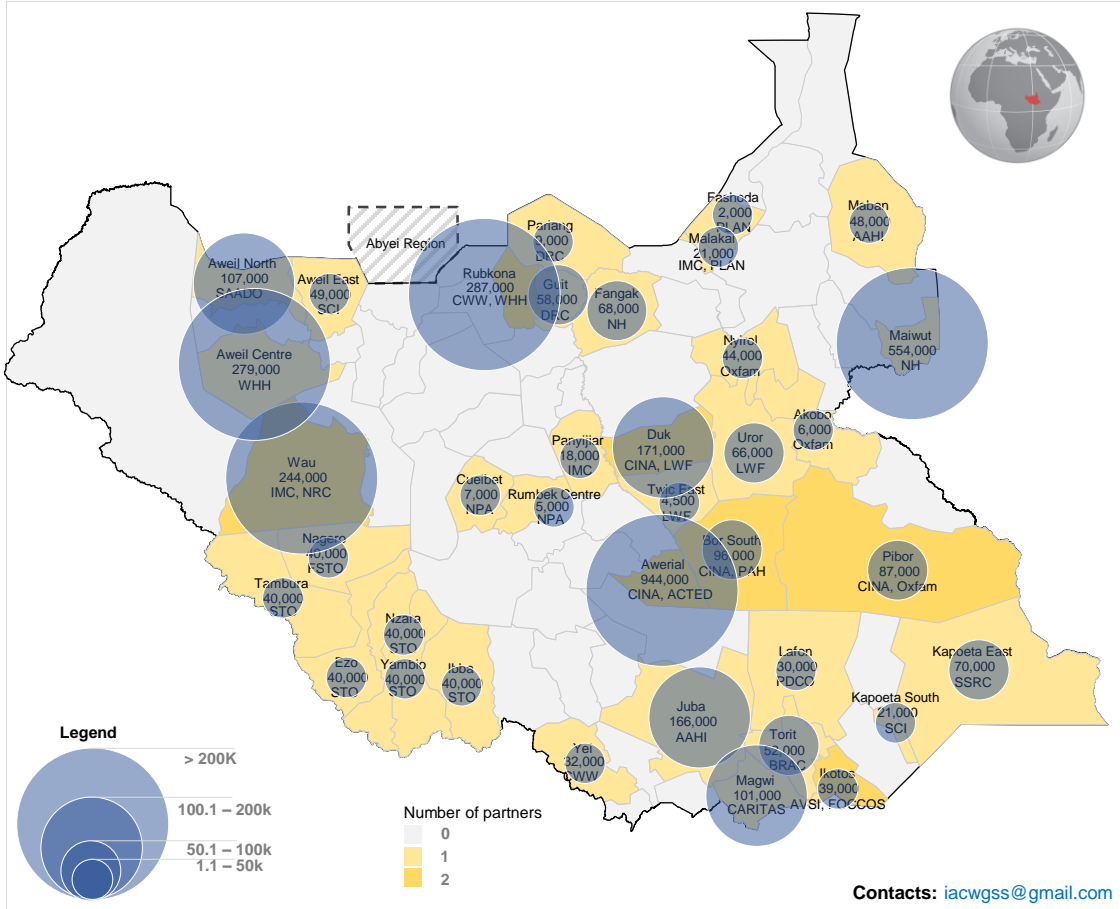 Fashoda
2,000
PLAN
Maban
48,000
AAHI
Pariang
9,000
DRC
Malakal
21,000
IMC, PLAN
Abyei Region
Aweil North
107,000
SAADO
Aweil East
49,000
SCI
Rubkona
287,000
CWW, WHH
Guit
58,000
DRC
Fangak
68,000
NH
Maiwut
554,000
NH
Nyirol
44,000
Oxfam
Aweil Centre
279,000
WHH
Akobo
6,000
Oxfam
Duk
171,000
CINA, LWF
Uror
66,000
LWF
Panyijiar
18,000
IMC
Wau
244,000
IMC, NRC
Cueibet
7,000
NPA
Rumbek Centre
5,000
NPA
Twic East
4,500
LWF
Nagero
40,000
FSTO
Bor South
96,000
CINA, PAH
Awerial
944,000
CINA, ACTED
Pibor
87,000
CINA, Oxfam
Tambura
40,000
STO
Nzara
40,000
STO
Ezo
40,000
STO
Yambio
40,000
STO
Ibba
40,000
STO
Lafon
30,000
PDCO
Kapoeta East
70,000
SSRC
Kapoeta South
21,000
SCI
Juba
166,000
AAHI
Torit
52,000
BRAC
Yei
32,000
CWW
Magwi
101,000
CARITAS
Ikotos
39,000
AVSI, FOCCOS
Legend
> 200K
100.1 – 200k
50.1 – 100k
1.1 – 50k
Number of partners
0
1
2
Contacts: iacwgss@gmail.com